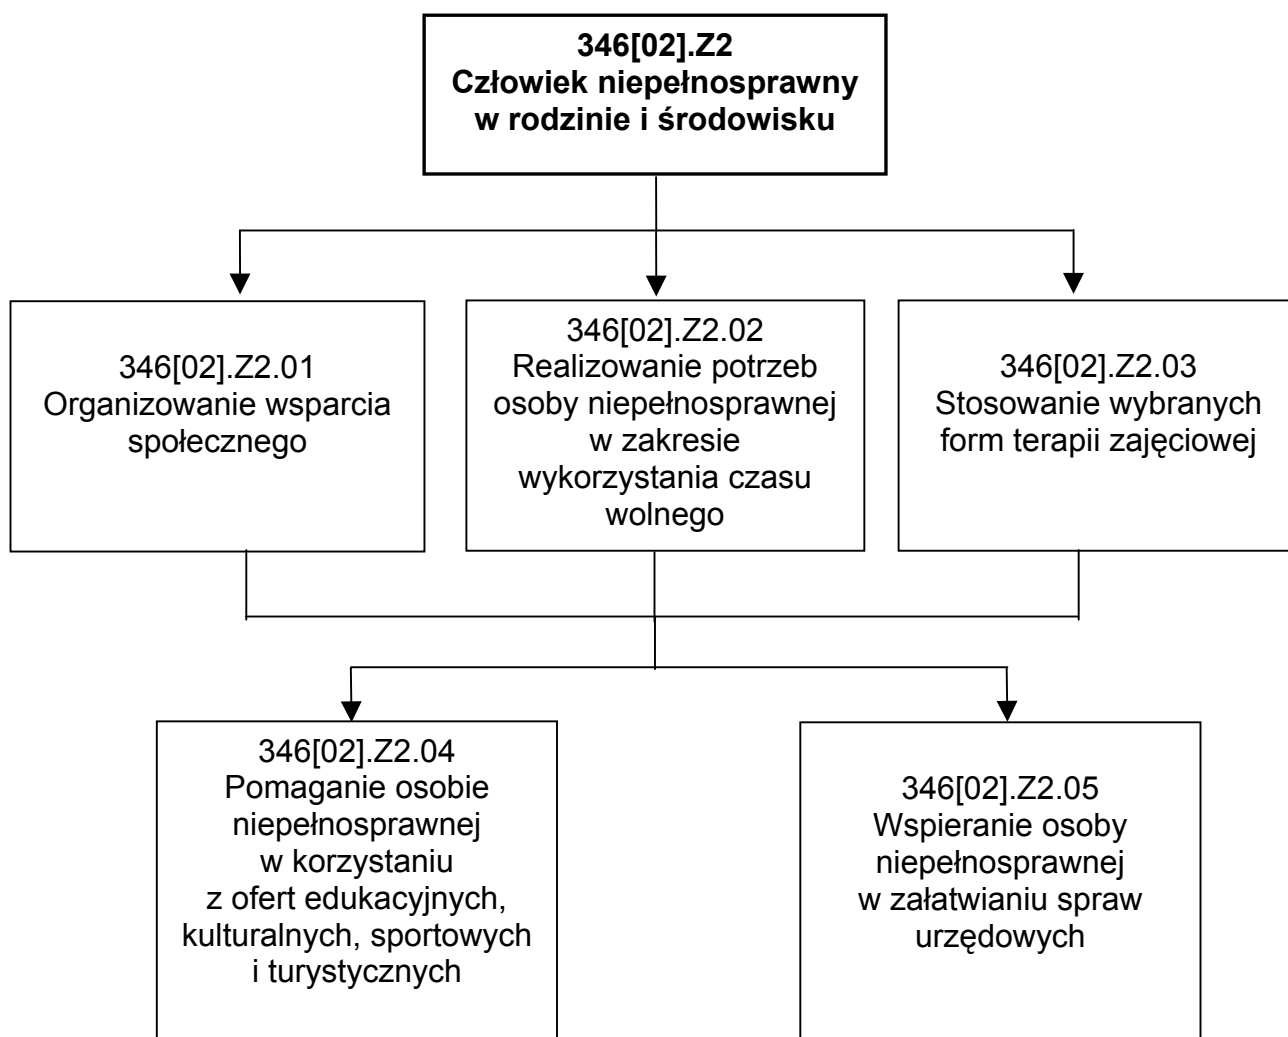 346[02].Z2
Człowiek niepełnosprawny
w rodzinie i środowisku
346[02].Z2.01
Organizowanie wsparcia
społecznego
346[02].Z2.02
Realizowanie potrzeb
osoby niepełnosprawnej
w zakresie
wykorzystania czasu
wolnego
346[02].Z2.03
Stosowanie wybranych
form terapii zajęciowej
346[02].Z2.04
Pomaganie osobie
niepełnosprawnej
w korzystaniu
z ofert edukacyjnych,
kulturalnych, sportowych
i turystycznych
346[02].Z2.05
Wspieranie osoby
niepełnosprawnej
w załatwianiu spraw
urzędowych